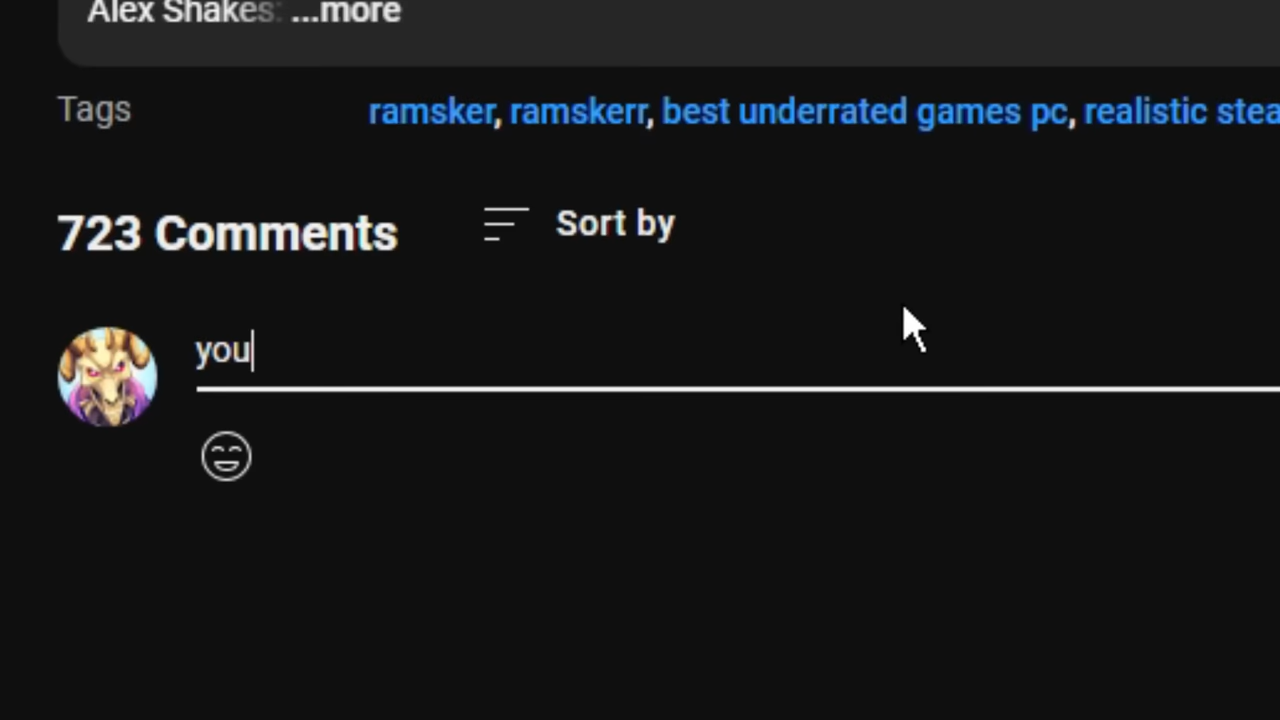 Alex Shakes: ...more
Tags ramsker, ramskerr, best underrated games pc, realistic stea
723 Comments Sort by
you